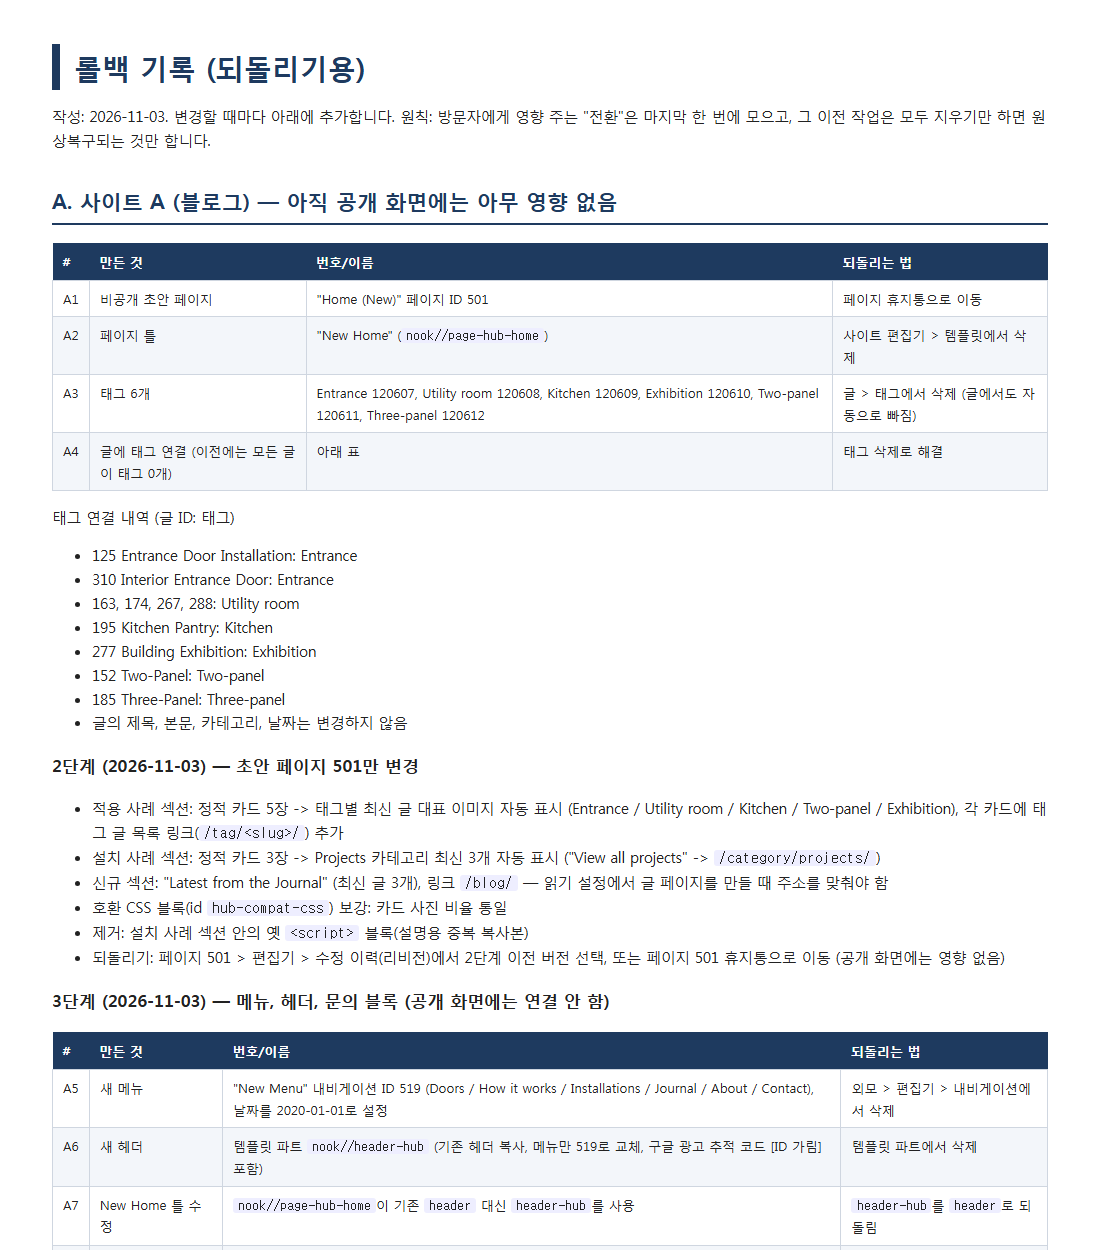 롤백 기록 (되돌리기용)
작성: 2026-11-03. 변경할 때마다 아래에 추가합니다. 원칙: 방문자에게 영향 주는 "전환"은 마지막 한 번에 모으고, 그 이전 작업은 모두 지우기만 하면 원
상복구되는 것만 합니다.
A. 사이트 A (블로그) — 아직 공개 화면에는 아무 영향 없음
# 만든 것 번호/이름 되돌리는 법
A1 비공개 초안 페이지 "Home (New)" 페이지 ID 501 페이지 휴지통으로 이동
A2 페이지 틀 "New Home" ( nook//page-hub-home ) 사이트 편집기 > 템플릿에서 삭
제
A3 태그 6개 Entrance 120607, Utility room 120608, Kitchen 120609, Exhibition 120610, Two-panel 글 > 태그에서 삭제 (글에서도 자
120611, Three-panel 120612 동으로 빠짐)
A4 글에 태그 연결 (이전에는 모든 글 아래 표 태그 삭제로 해결
이 태그 0개)
태그 연결 내역 (글 ID: 태그)
• 125 Entrance Door Installation: Entrance
• 310 Interior Entrance Door: Entrance
• 163, 174, 267, 288: Utility room
• 195 Kitchen Pantry: Kitchen
• 277 Building Exhibition: Exhibition
• 152 Two-Panel: Two-panel
• 185 Three-Panel: Three-panel
• 글의 제목, 본문, 카테고리, 날짜는 변경하지 않음
2단계 (2026-11-03) — 초안 페이지 501만 변경
• 적용 사례 섹션: 정적 카드 5장 -> 태그별 최신 글 대표 이미지 자동 표시 (Entrance / Utility room / Kitchen / Two-panel / Exhibition), 각 카드에 태
그 글 목록 링크( /tag/<slug>/ ) 추가
• 설치 사례 섹션: 정적 카드 3장 -> Projects 카테고리 최신 3개 자동 표시 ("View all projects" -> /category/projects/ )
• 신규 섹션: "Latest from the Journal" (최신 글 3개), 링크 /blog/ — 읽기 설정에서 글 페이지를 만들 때 주소를 맞춰야 함
• 호환 CSS 블록(id hub-compat-css ) 보강: 카드 사진 비율 통일
• 제거: 설치 사례 섹션 안의 옛 <script> 블록(설명용 중복 복사본)
• 되돌리기: 페이지 501 > 편집기 > 수정 이력(리비전)에서 2단계 이전 버전 선택, 또는 페이지 501 휴지통으로 이동 (공개 화면에는 영향 없음)
3단계 (2026-11-03) — 메뉴, 헤더, 문의 블록 (공개 화면에는 연결 안 함)
# 만든 것 번호/이름 되돌리는 법
A5 새 메뉴 "New Menu" 내비게이션 ID 519 (Doors / How it works / Installations / Journal / About / Contact), 외모 > 편집기 > 내비게이션에
날짜를 2020-01-01로 설정 서 삭제
A6 새 헤더 템플릿 파트 nook//header-hub (기존 헤더 복사, 메뉴만 519로 교체, 구글 광고 추적 코드 [ID 가림] 템플릿 파트에서 삭제
포함)
A7 New Home 틀 수 nook//page-hub-home 이 기존 header 대신 header-hub 를 사용 header-hub 를 header 로 되
정 돌림